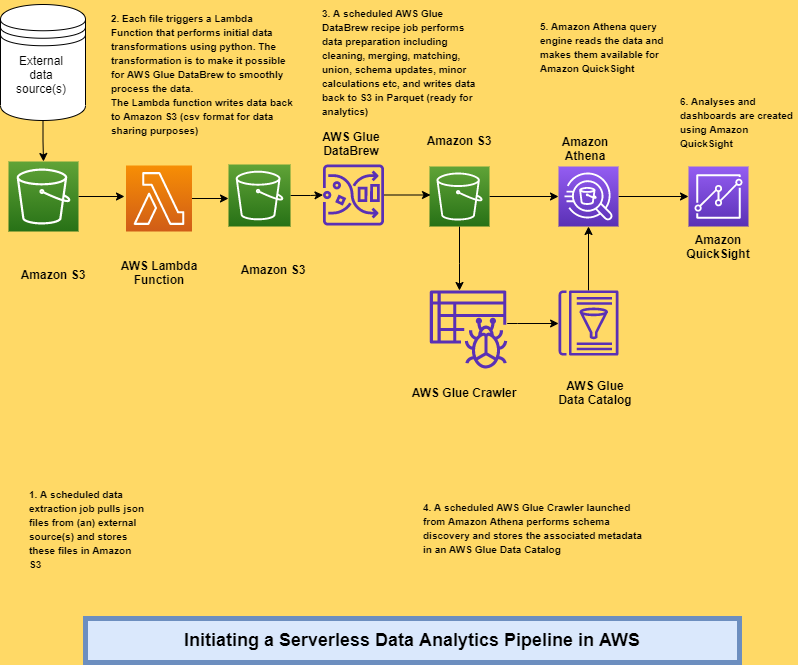 External
data
source(s)
2. Each file triggers a Lambda
Function that performs initial data
transformations using python. The
transformation is to make it possible
for AWS Glue DataBrew to smoothly
process the data.
The Lambda function writes data back
to Amazon S3 (csv format for data
sharing purposes)
3. A scheduled AWS Glue
DataBrew recipe job performs
data preparation including
cleaning, merging, matching,
union, schema updates, minor
calculations etc, and writes data
back to S3 in Parquet (ready for
analytics)
5. Amazon Athena query
engine reads the data and
makes them available for
Amazon QuickSight
6. Analyses and
dashboards are created
using Amazon
QuickSight
AWS Glue
DataBrew
Amazon S3
Amazon
Athena
Amazon S3
AWS Lambda
Function
Amazon S3
Amazon
QuickSight
AWS Glue Crawler
AWS Glue
Data Catalog
1. A scheduled data
extraction job pulls json
files from (an) external
source(s) and stores
these files in Amazon
S3
4. A scheduled AWS Glue Crawler launched
from Amazon Athena performs schema
discovery and stores the associated metadata
in an AWS Glue Data Catalog
Initiating a Serverless Data Analytics Pipeline in AWS